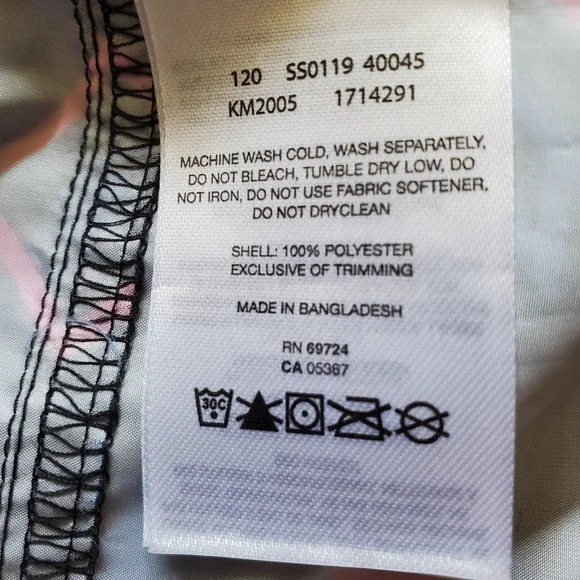 120 SS0119 40045
KM2005 1714291
MACHINE WASH COLD, WASH SEPARATELY,
DO NOT BLEACH, TUMBLE DRY LOW, DO
NOT IRON, DO NOT USE FABRIC SOFTENER,
DO NOT DRYCLEAN
SHELL: 100% POLYESTER
EXCLUSIVE OF TRIMMING
MADE IN BANGLADESH
RN 69724
CA 05367
30C